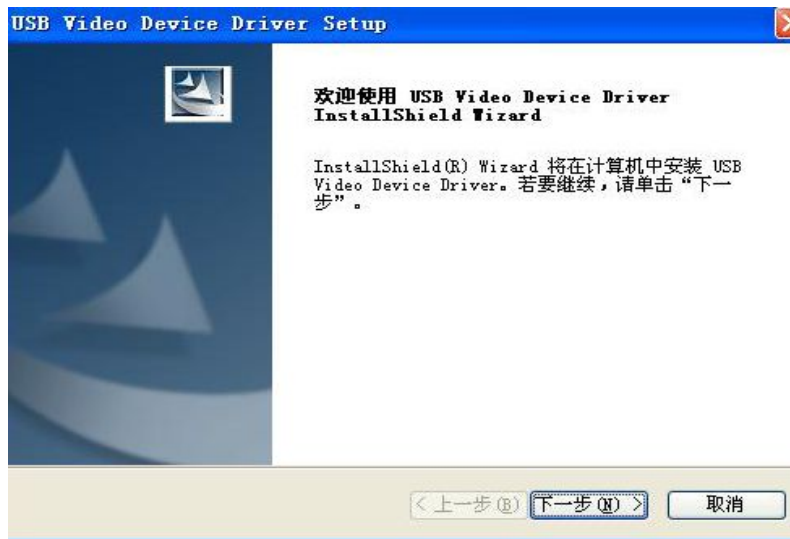 USB Video Device Driver Setup
欢迎使用 USB Video Device Driver
InstallShield Wizard
InstallShield(R) Wizard 将在计算机中安装 USB
Video Device Driver。若要继续，请单击“下一
步”。
< 上一步(B) 下一步(N) > 取消